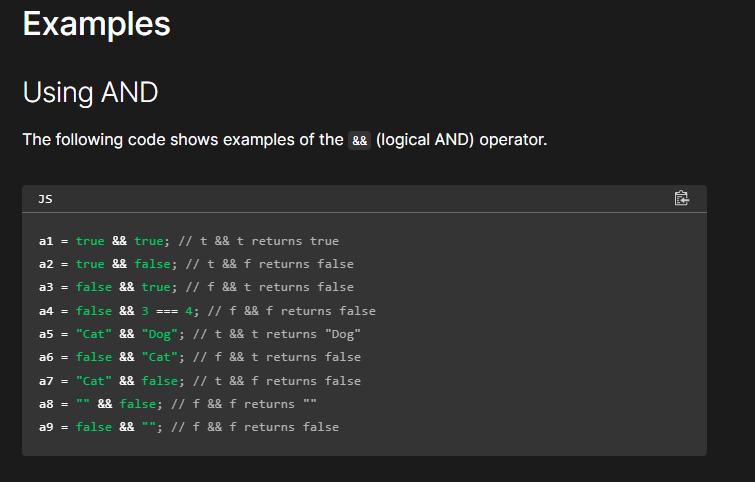 Examples
Using AND
The following code shows examples of the && (logical AND) operator.
JS
a1 = true && true; // t && t returns true
a2 = true && false; // t && f returns false
a3 = false && true; // f && t returns false
a4 = false && 3 === 4; // f && f returns false
a5 = "Cat" && "Dog"; // t && t returns "Dog"
a6 = false && "Cat"; // f && t returns false
a7 = "Cat" && false; // t && f returns false
a8 = "" && false; // f && f returns ""
a9 = false && ""; // f && f returns false